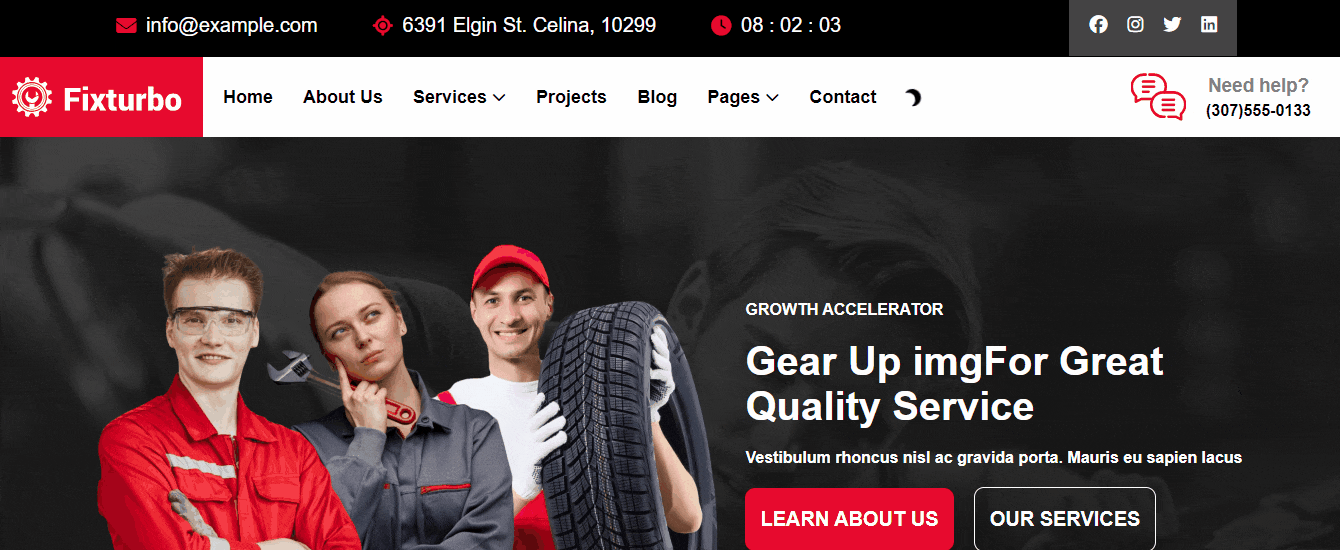 info@example.com
6391 Elgin St. Celina, 10299
08 : 02 : 03
Fixturbo
Home
About Us
Services
Projects
Blog
Pages
Contact
Need help?
(307)555-0133
GROWTH ACCELERATOR
Gear Up imgFor Great
Quality Service
Vestibulum rhoncus nisl ac gravida porta. Mauris eu sapien lacus
LEARN ABOUT US
OUR SERVICES